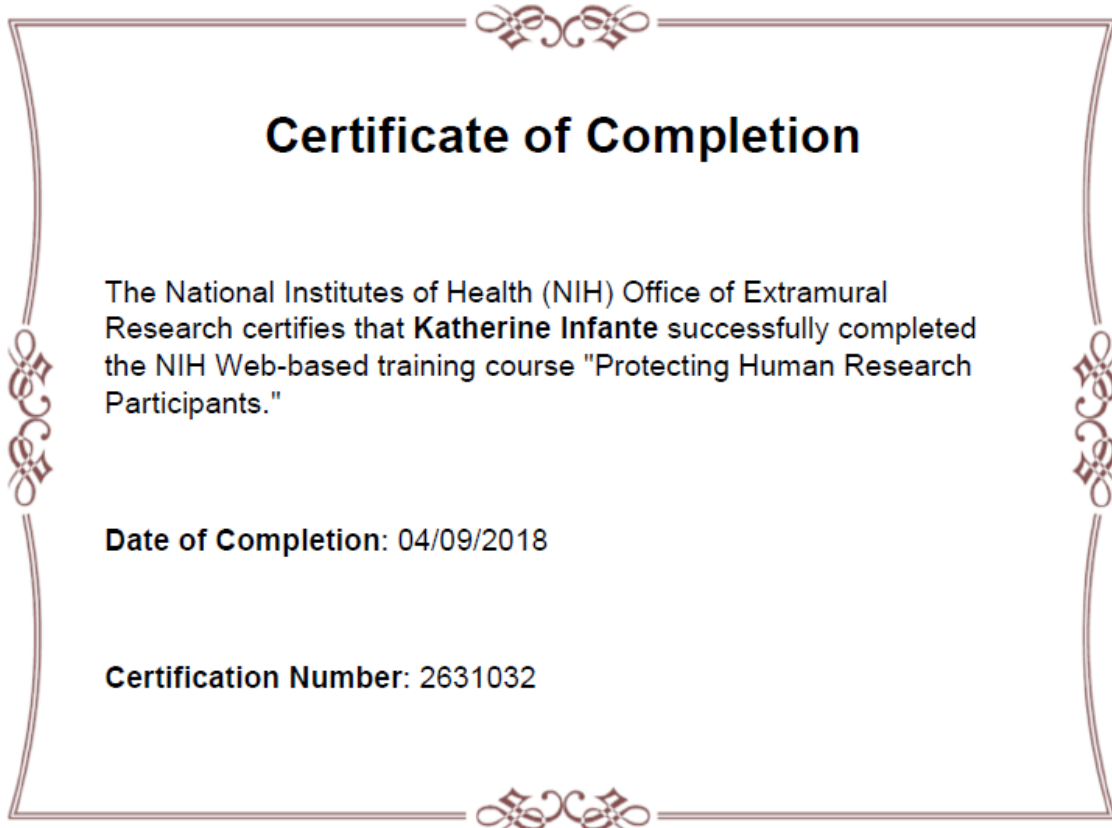 Certificate of Completion
The National Institutes of Health (NIH) Office of Extramural
Research certifies that Katherine Infante successfully completed
the NIH Web-based training course "Protecting Human Research
Participants."
Date of Completion: 04/09/2018
Certification Number: 2631032